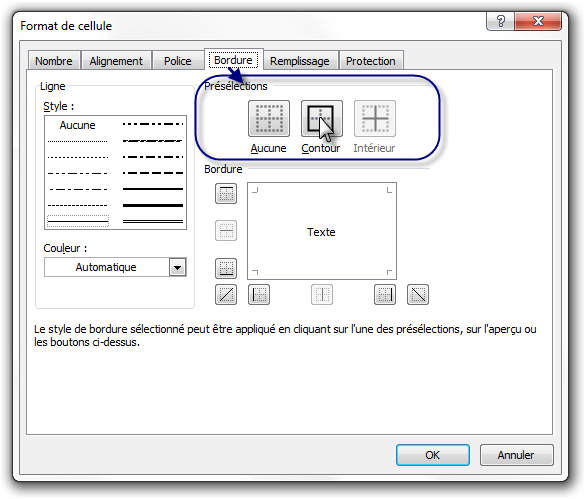 Format de cellule
Nombre Alignement Police Bordure Remplissage Protection
Ligne
Style :
Aucune
Couleur :
Automatique
Présélections
Aucune Contour Intérieur
Bordure
Texte
Le style de bordure sélectionné peut être appliqué en cliquant sur l'une des présélections, sur l'aperçu ou
les boutons ci-dessus.
OK Annuler